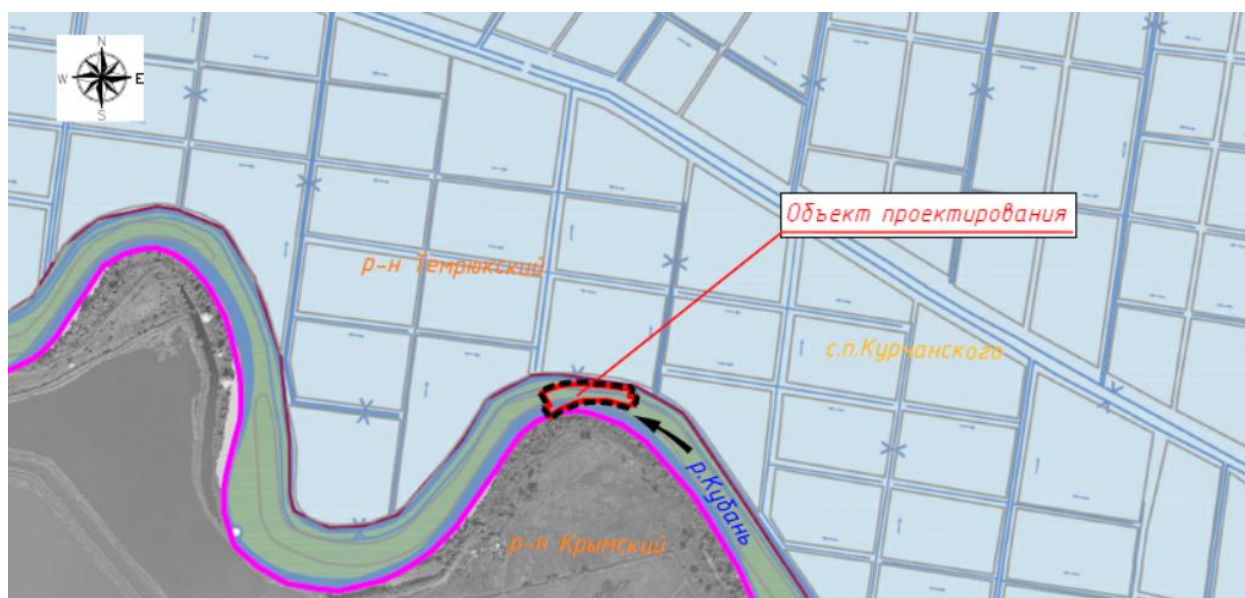 N
W E
S
Объект проектирования
р-н Темрюкский
с.п.Курчанского
р.Кубань
р-н Крымский